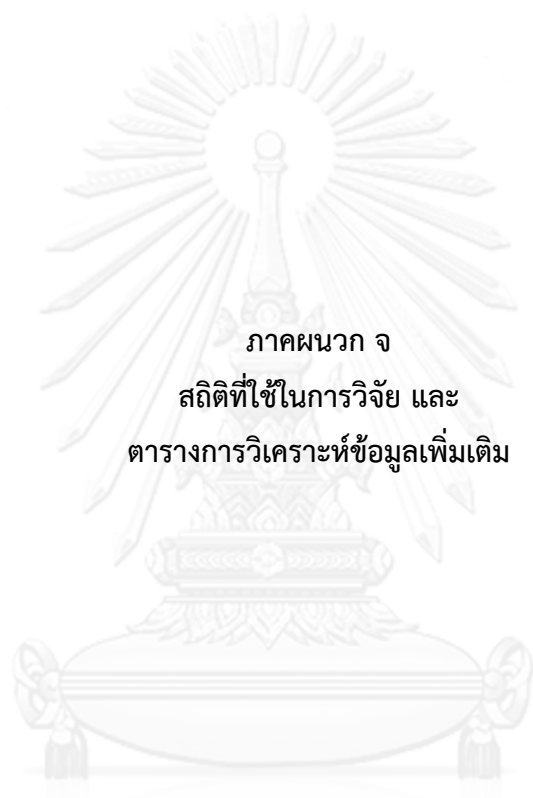 ภาคผนวก จ
สถิติที่ใช้ในการวิจัย และ
ตารางการวิเคราะห์ข้อมูลเพิ่มเติม